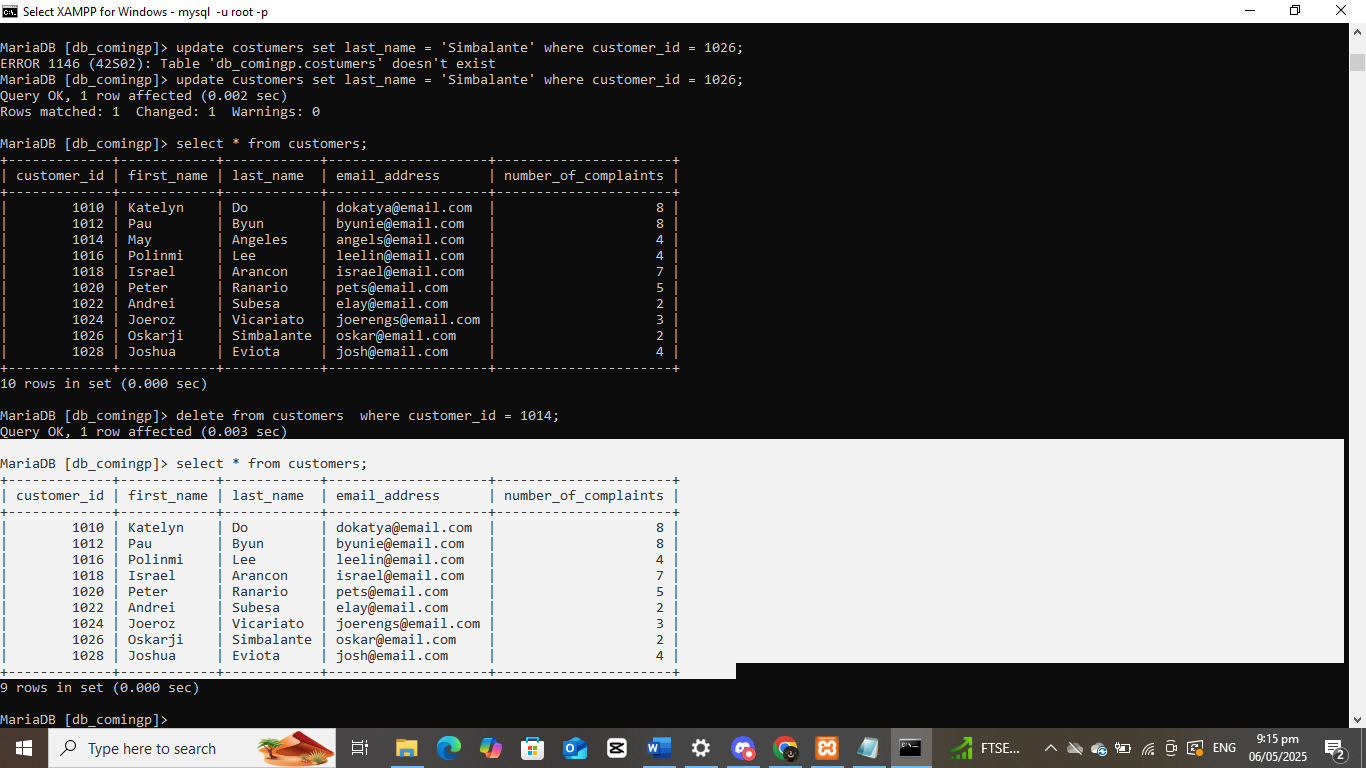 Select XAMPP for Windows - mysql  -u root -p
MariaDB [db_comingp]> update costumers set last_name = 'Simbalante' where customer_id = 1026;
ERROR 1146 (42S02): Table 'db_comingp.costumers' doesn't exist
MariaDB [db_comingp]> update customers set last_name = 'Simbalante' where customer_id = 1026;
Query OK, 1 row affected (0.002 sec)
Rows matched: 1  Changed: 1  Warnings: 0
MariaDB [db_comingp]> select * from customers;
+-------------+------------+-----------+--------------------+----------------------+
| customer_id | first_name | last_name  | email_address      | number_of_complaints |
+-------------+------------+-----------+--------------------+----------------------+
|        1010 | Katelyn    | Do         | dokatya@email.com  |                    8 |
|        1012 | Pau        | Byun       | byunie@email.com   |                    8 |
|        1014 | May        | Angeles    | angels@email.com   |                    4 |
|        1016 | Polinmi    | Lee        | leelin@email.com   |                    4 |
|        1018 | Israel     | Arancon    | israel@email.com   |                    7 |
|        1020 | Peter      | Ranario    | pets@email.com     |                    5 |
|        1022 | Andrei     | Subesa     | elay@email.com     |                    2 |
|        1024 | Joeroz     | Vicariato  | joerengs@email.com |                    3 |
|        1026 | Oskarji    | Simbalante | oskar@email.com    |                    2 |
|        1028 | Joshua     | Eviota     | josh@email.com     |                    4 |
+-------------+------------+-----------+--------------------+----------------------+
10 rows in set (0.000 sec)
MariaDB [db_comingp]> delete from customers  where customer_id = 1014;
Query OK, 1 row affected (0.003 sec)
MariaDB [db_comingp]> select * from customers;
+-------------+------------+-----------+--------------------+----------------------+
| customer_id | first_name | last_name  | email_address      | number_of_complaints |
+-------------+------------+-----------+--------------------+----------------------+
|        1010 | Katelyn    | Do         | dokatya@email.com  |                    8 |
|        1012 | Pau        | Byun       | byunie@email.com   |                    8 |
|        1016 | Polinmi    | Lee        | leelin@email.com   |                    4 |
|        1018 | Israel     | Arancon    | israel@email.com   |                    7 |
|        1020 | Peter      | Ranario    | pets@email.com     |                    5 |
|        1022 | Andrei     | Subesa     | elay@email.com     |                    2 |
|        1024 | Joeroz     | Vicariato  | joerengs@email.com |                    3 |
|        1026 | Oskarji    | Simbalante | oskar@email.com    |                    2 |
|        1028 | Joshua     | Eviota     | josh@email.com     |                    4 |
+-------------+------------+-----------+--------------------+----------------------+
9 rows in set (0.000 sec)
MariaDB [db_comingp]>
Type here to search
FTSE...
ENG
9:15 pm
06/05/2025
2